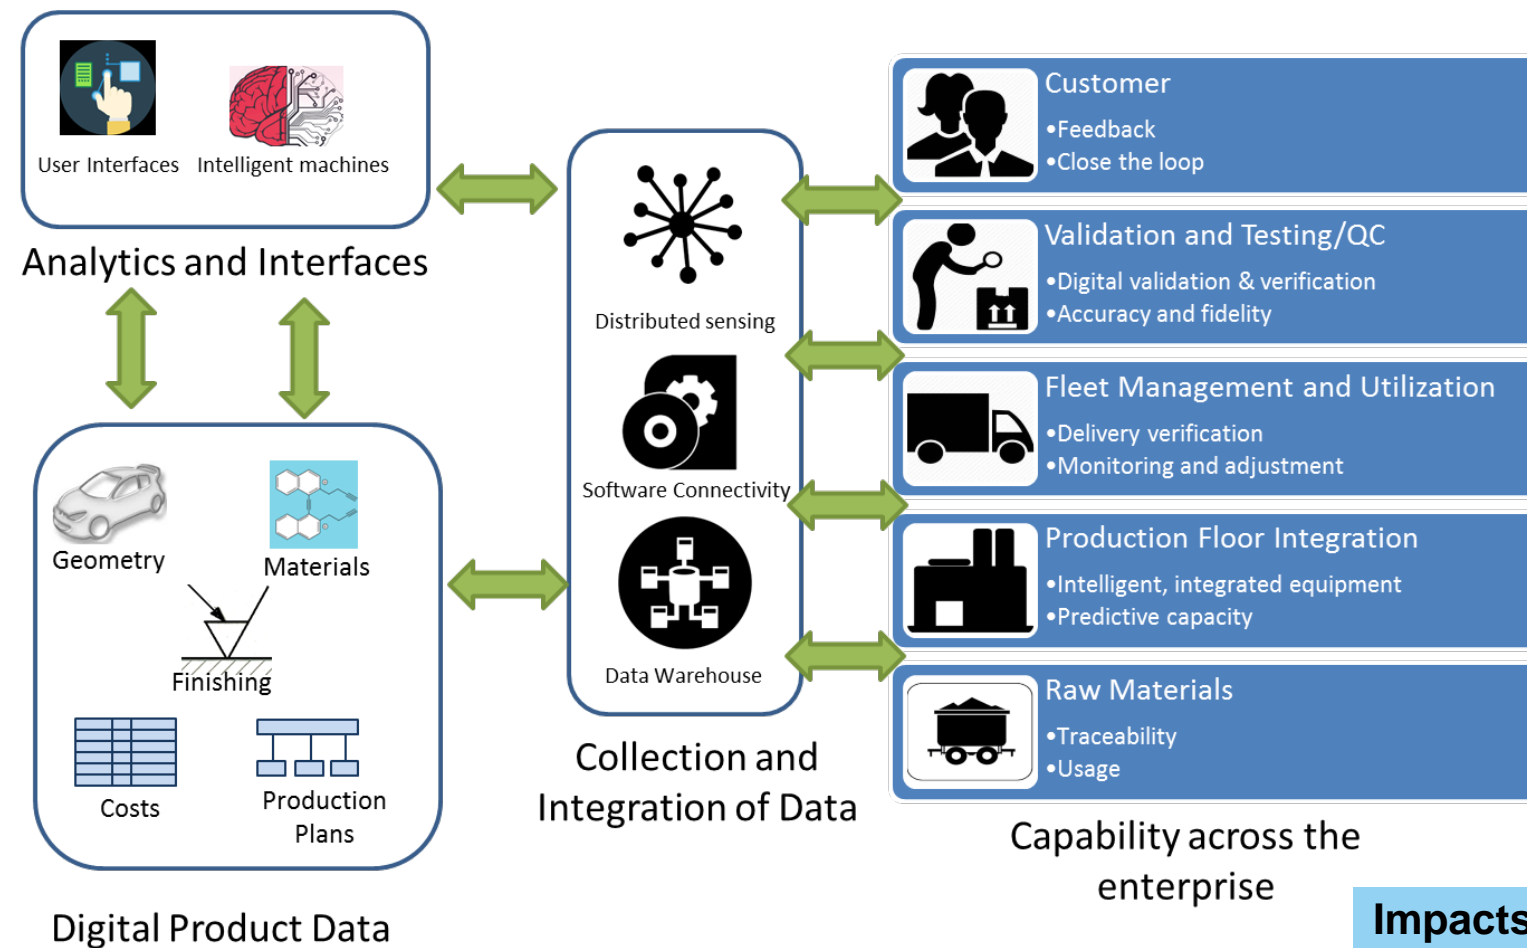 User Interfaces
Intelligent machines
Analytics and Interfaces
Geometry
Materials
Finishing
Costs
Production
Plans
Digital Product Data
Distributed sensing
Software Connectivity
Data Warehouse
Collection and
Integration of Data
Customer
•Feedback
•Close the loop
Validation and Testing/QC
•Digital validation & verification
•Accuracy and fidelity
Fleet Management and Utilization
•Delivery verification
•Monitoring and adjustment
Production Floor Integration
•Intelligent, integrated equipment
•Predictive capacity
Raw Materials
•Traceability
•Usage
Capability across the
enterprise
Impacts